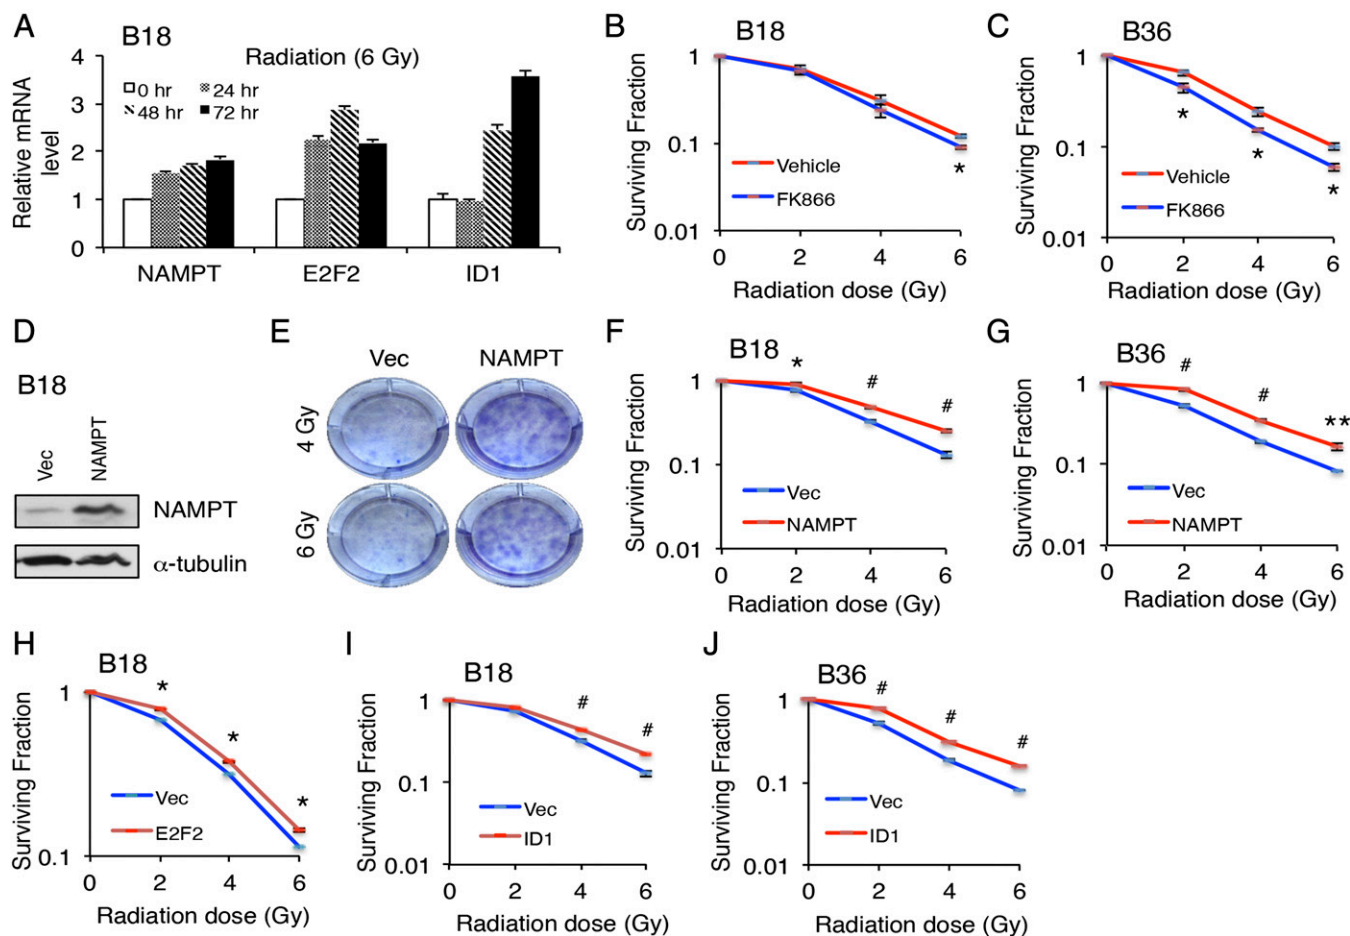 A
B18
Radiation (6 Gy)
0 hr 24 hr
48 hr 72 hr
Relative mRNA
level
4
3
2
1
0
NAMPT E2F2 ID1
B
B18
Surviving Fraction
1
0.1
0.01
Vehicle
FK866
*
0 2 4 6
Radiation dose (Gy)
C
B36
Surviving Fraction
1
0.1
0.01
* * *
Vehicle
FK866
0 2 4 6
Radiation dose (Gy)
D
B18
Vec NAMPT
NAMPT
α-tubulin
E
Vec NAMPT
4 Gy
6 Gy
F
B18
Surviving Fraction
1
0.1
0.01
* # #
Vec
NAMPT
0 2 4 6
Radiation dose (Gy)
G
B36
Surviving Fraction
1
0.1
0.01
# # **
Vec
NAMPT
0 2 4 6
Radiation dose (Gy)
H
B18
Surviving Fraction
1
0.1
* * *
Vec
E2F2
0 2 4 6
Radiation dose (Gy)
I
B18
Surviving Fraction
1
0.1
0.01
# #
Vec
ID1
0 2 4 6
Radiation dose (Gy)
J
B36
Surviving Fraction
1
0.1
0.01
# # #
Vec
ID1
0 2 4 6
Radiation dose (Gy)